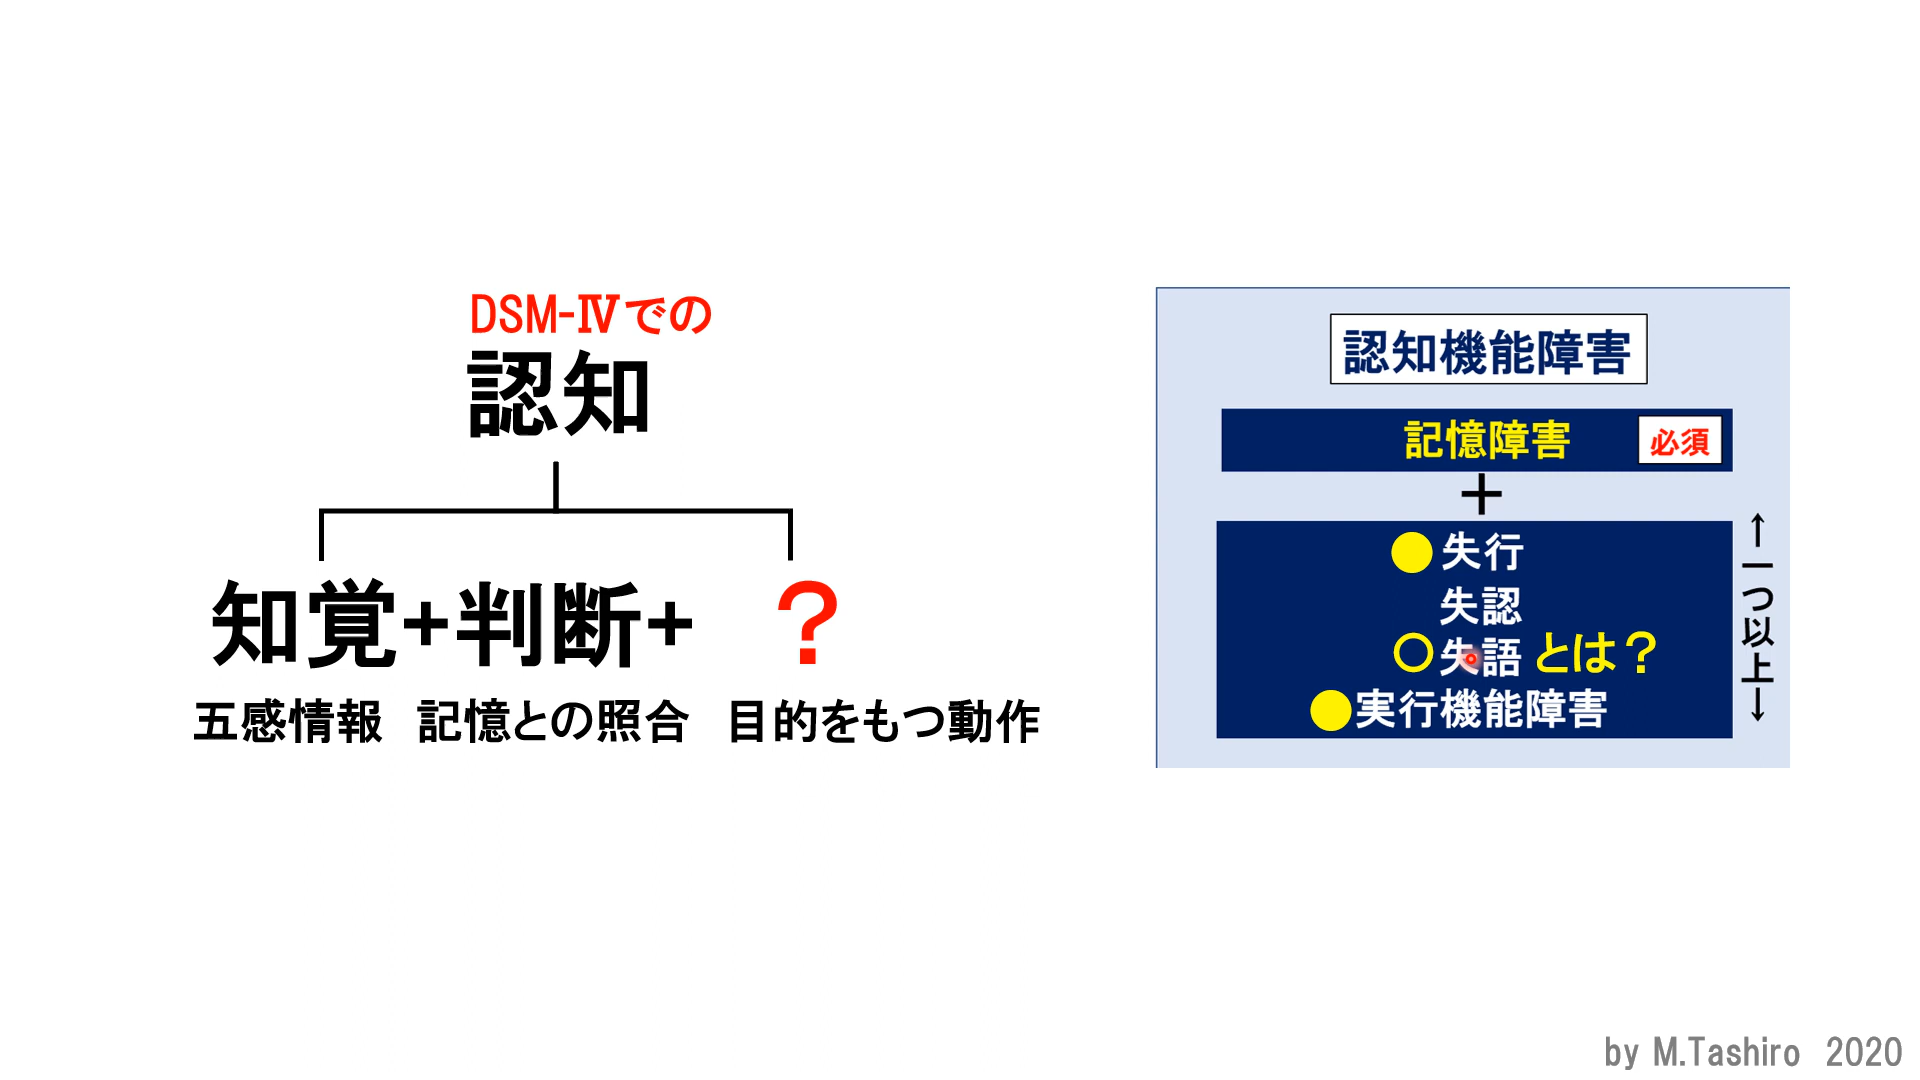 DSM-Ⅳでの
認知
知覚+判断+ ?
五感情報 記憶との照合 目的をもつ動作
認知機能障害
記憶障害 必須
+
●失行
失認
○失語とは?
●実行機能障害
←一つ以上→
by M.Tashiro 2020